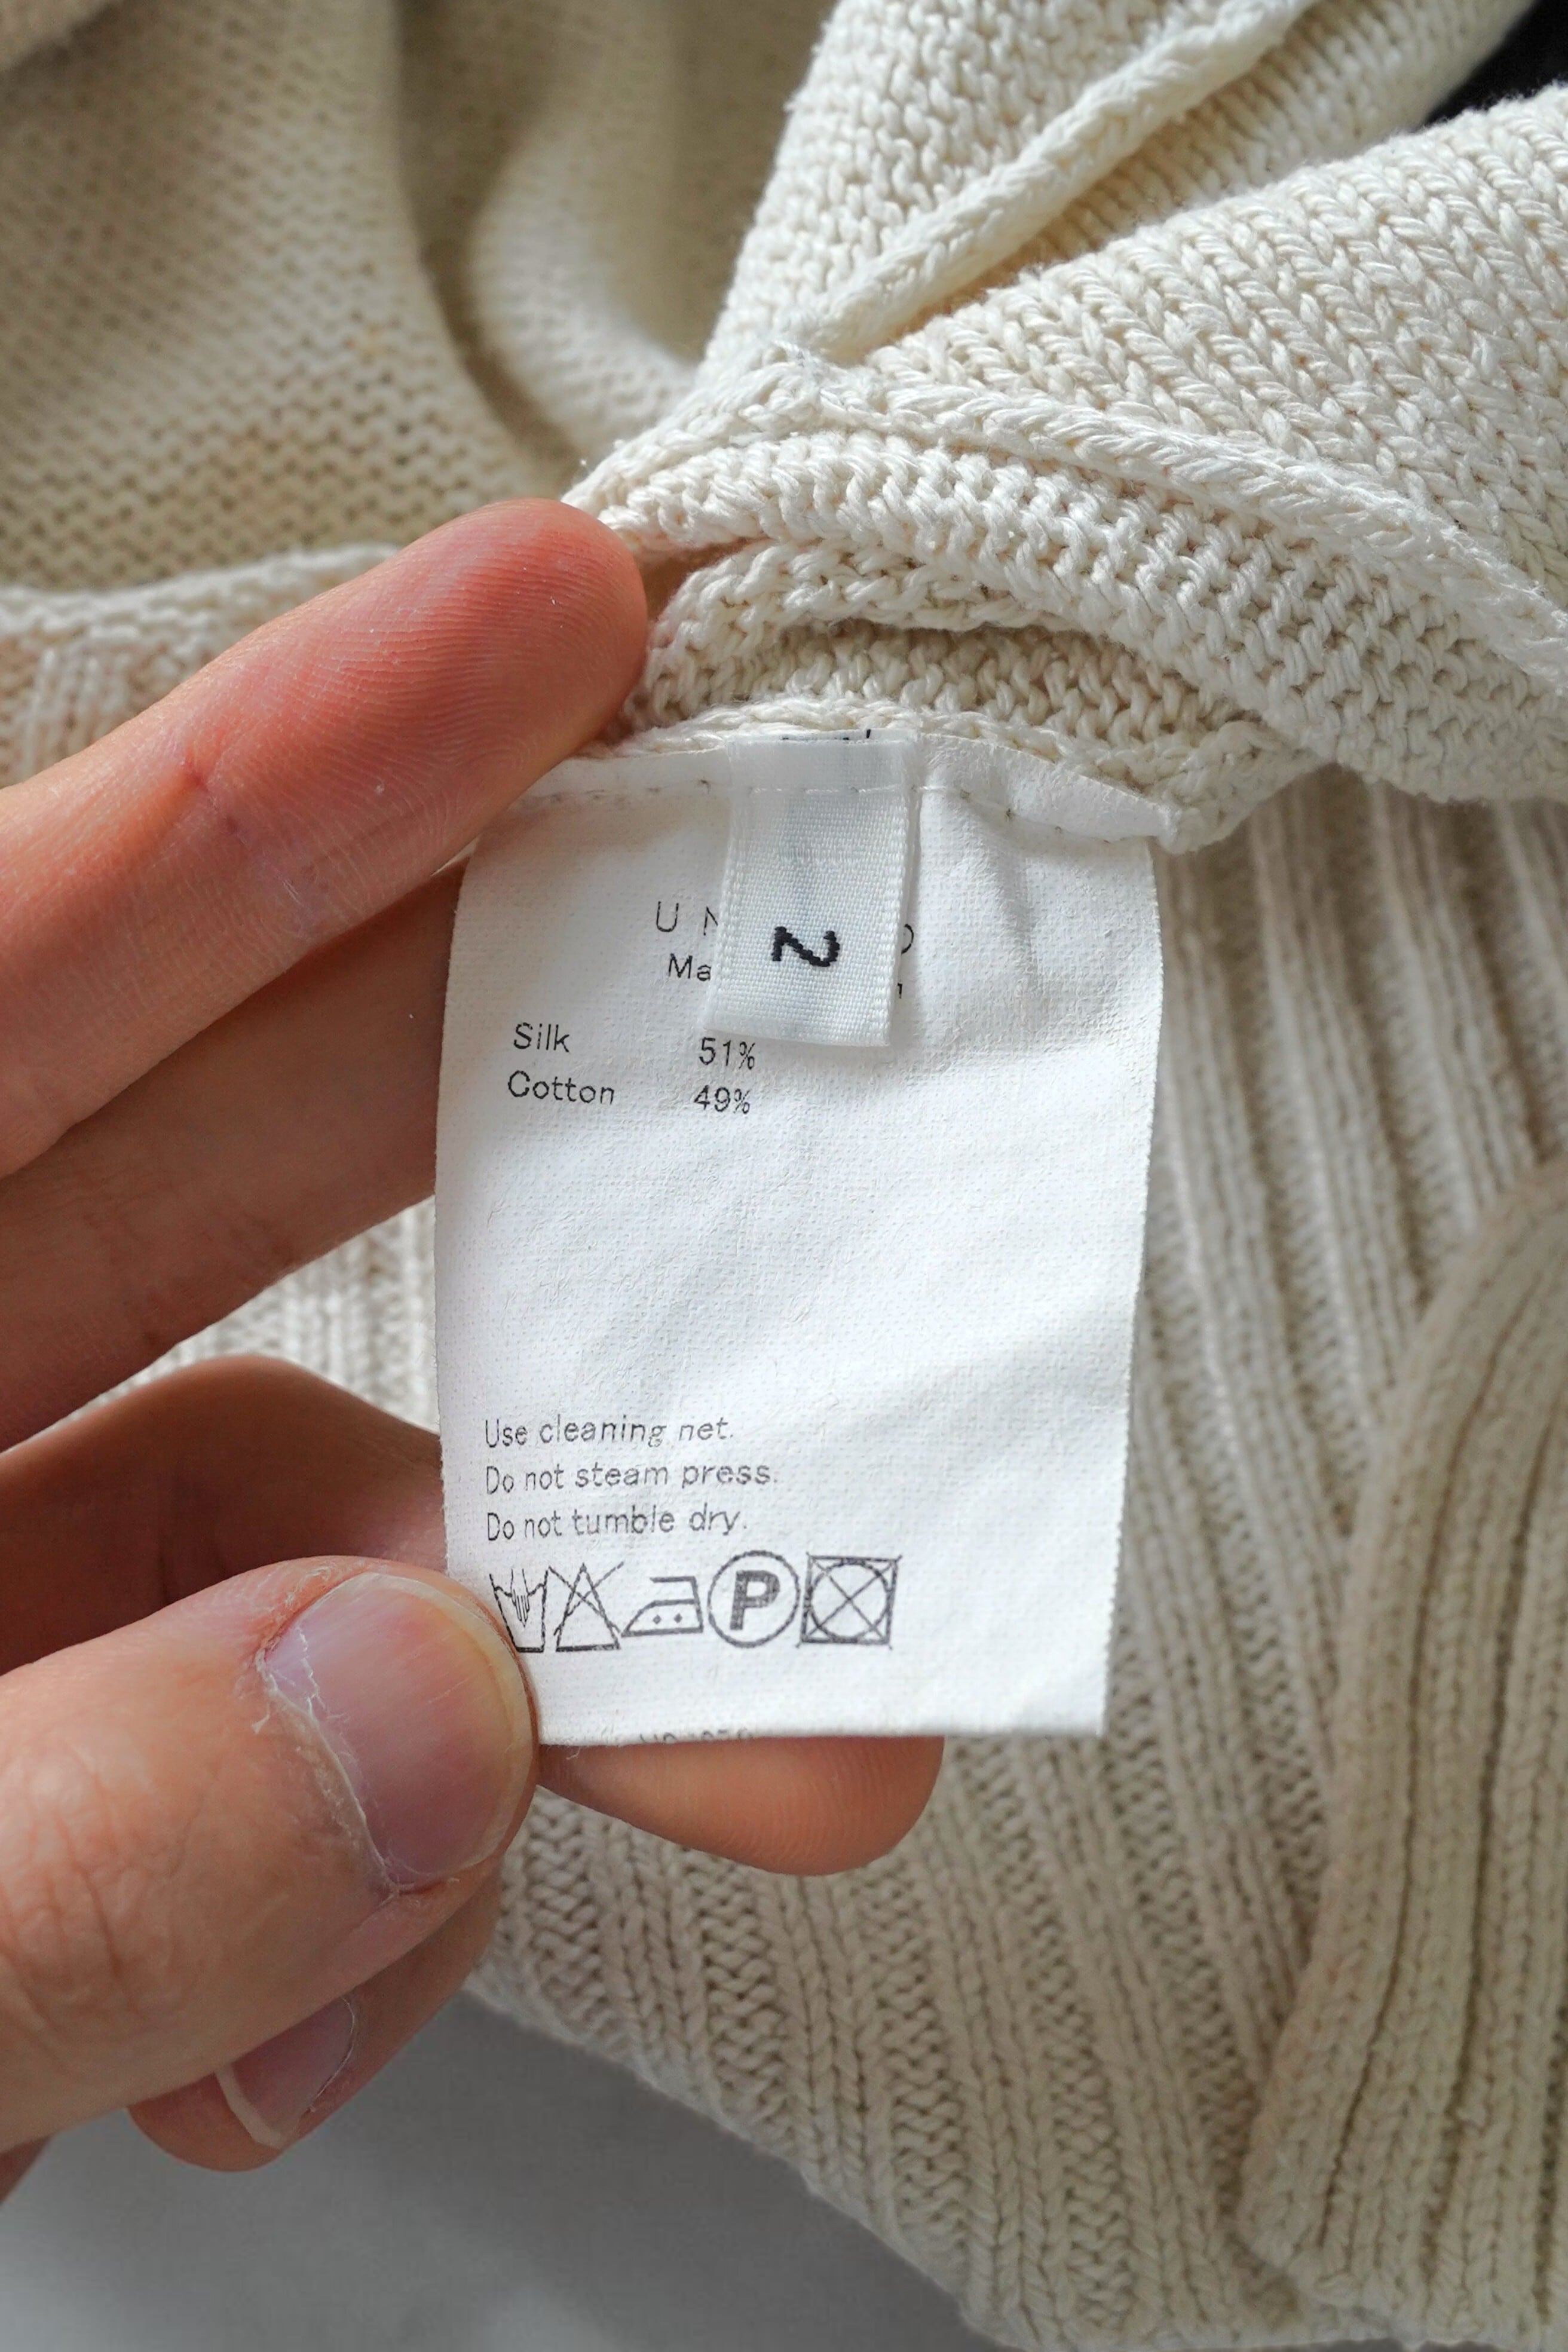 2
Silk 51%
Cotton 49%
Use cleaning net.
Do not steam press.
Do not tumble dry.
P